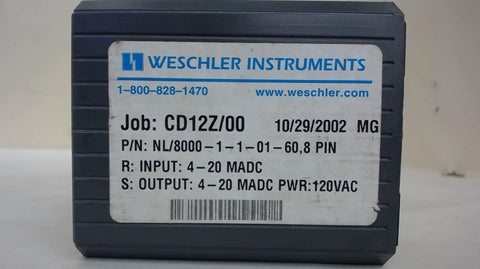 WESCHLER INSTRUMENTS
1-800-828-1470 www.weschler.com
Job: CD12Z/00 10/29/2002 MG
P/N: NL/8000-1-1-01-60,8 PIN
R: INPUT: 4-20 MADC
S: OUTPUT: 4-20 MADC PWR:120VAC